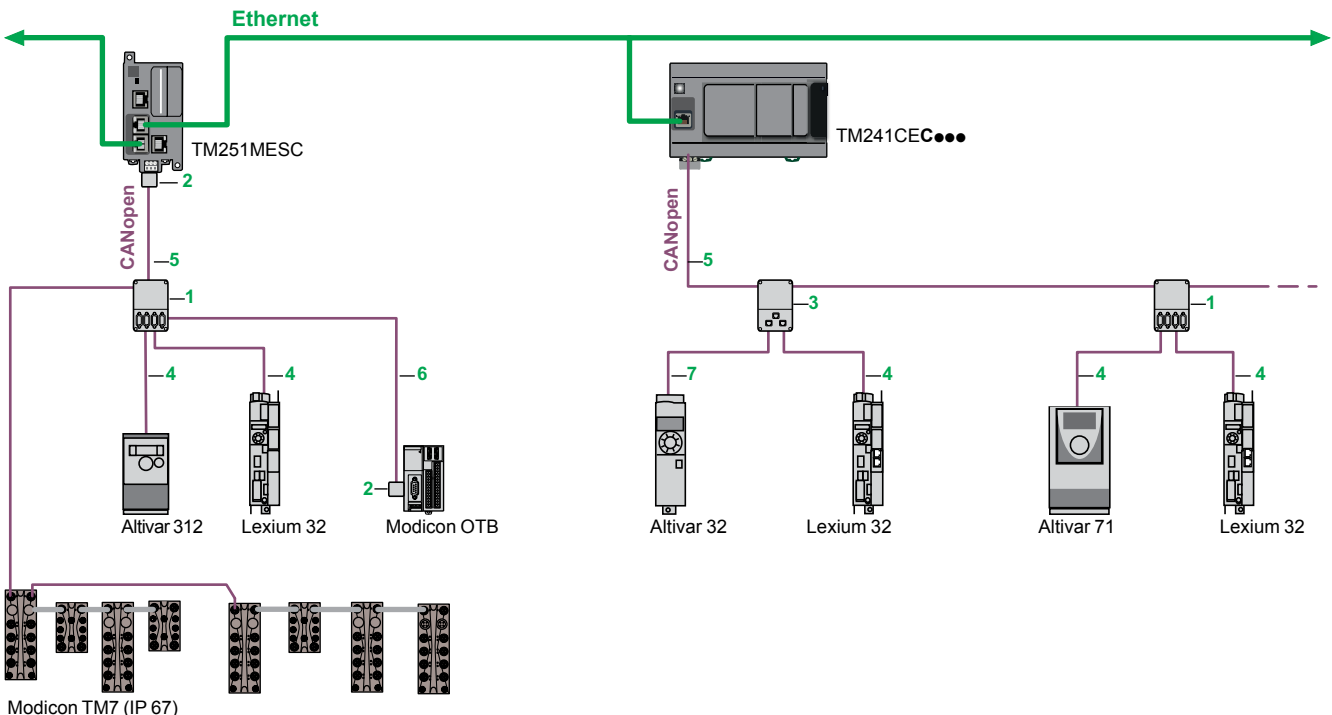 Ethernet
TM251MESC
TM241CEC●●●
2
CANopen
CANopen
5
5
1
3
1
4
4
6
7
4
4
4
2
Altivar 312
Lexium 32
Modicon OTB
Altivar 32
Lexium 32
Altivar 71
Lexium 32
Modicon TM7 (IP 67)